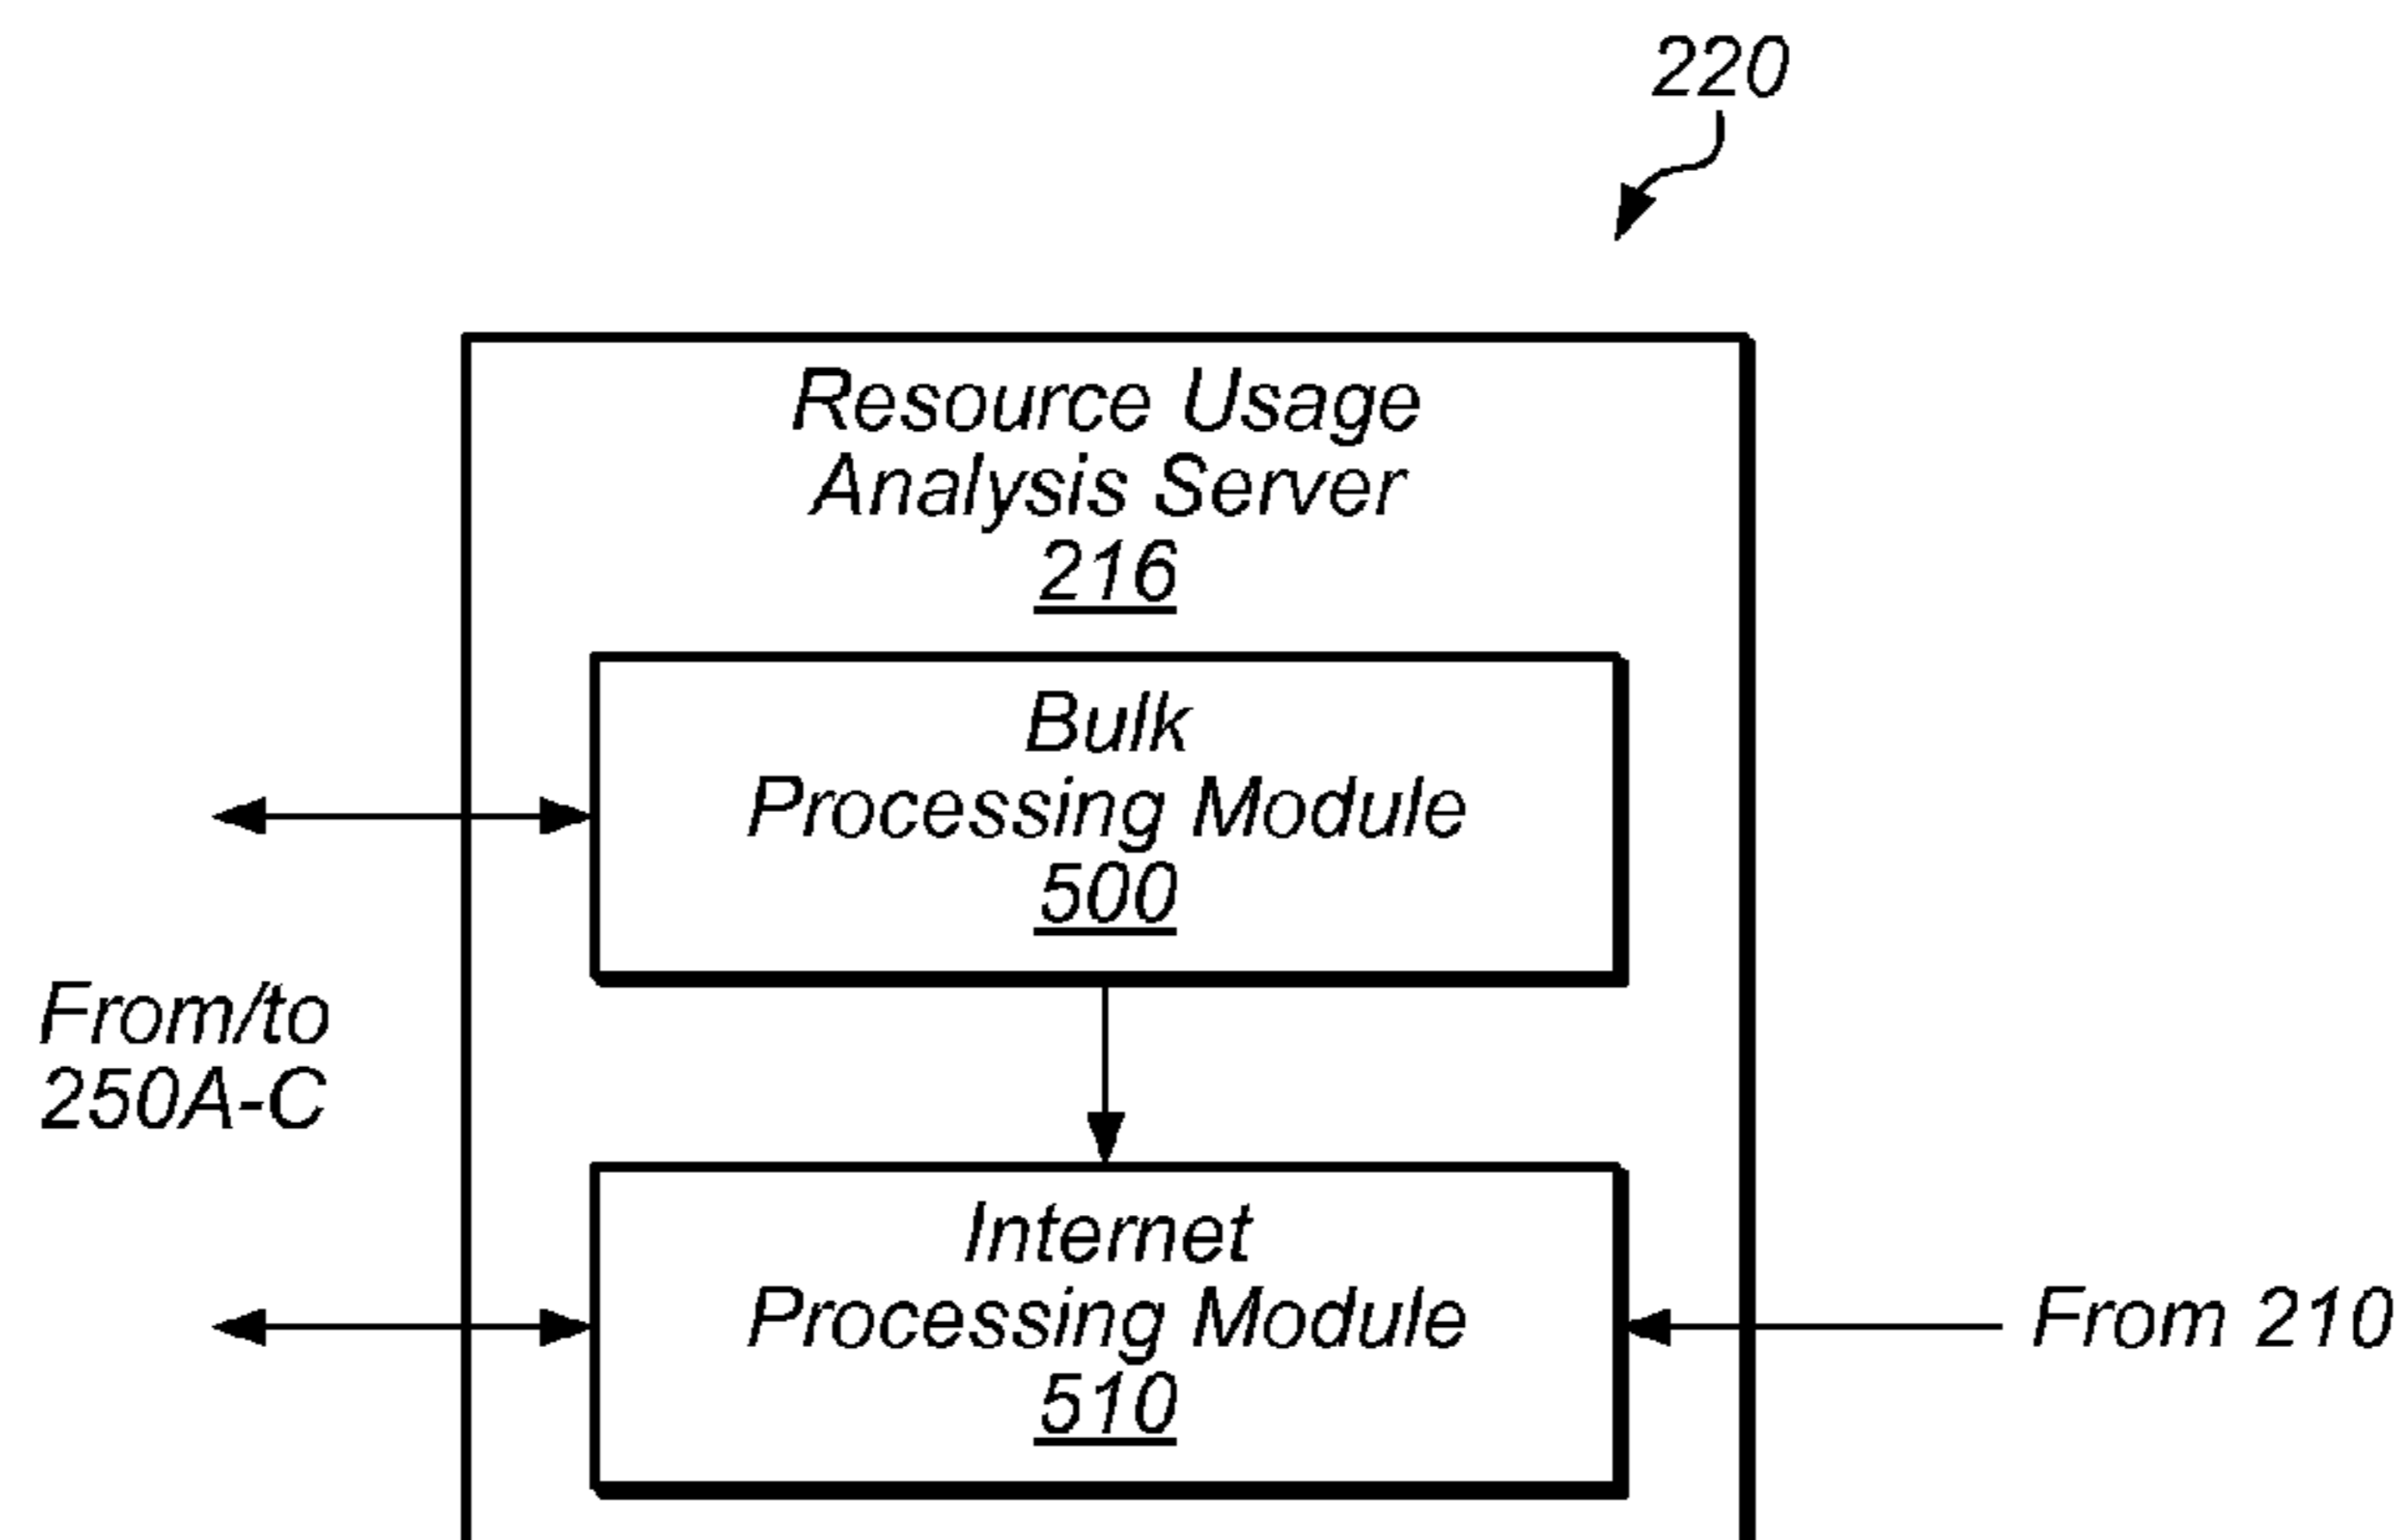 220
Resource Usage
Analysis Server
216
Bulk
Processing Module
500
From/to
250A-C
Internet
Processing Module
510
From 210